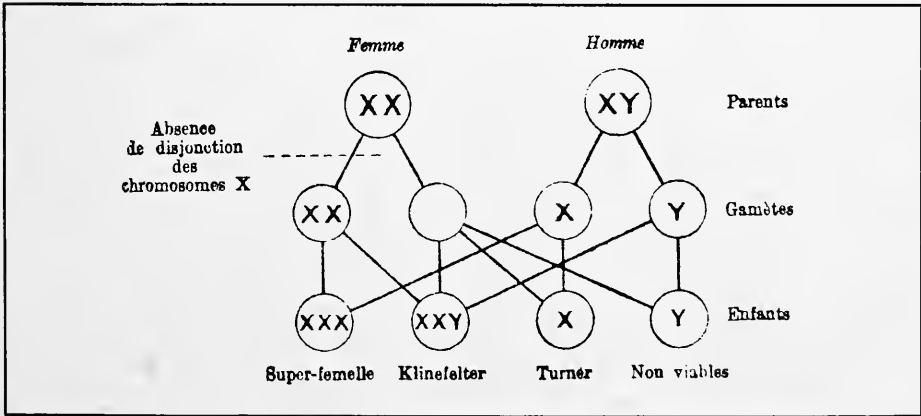 Femme
Homme
XX
XY
Parents
Absence
de disjonction
des
chromosomes X
XX
X
Y
Gamètes
XXX
XXY
X
Y
Enfants
Super-femelle
Klinefelter
Turner
Non viables